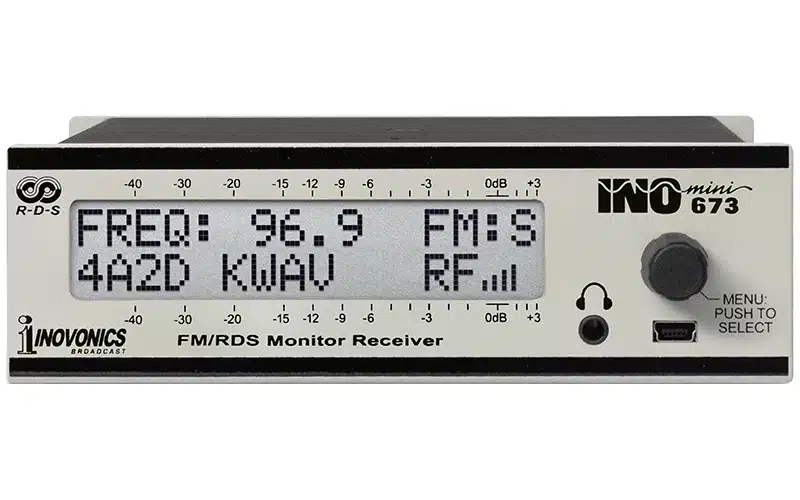 -40 -30 -20 -15 -12 -9 -6 -3 0dB +3
INO mini 673
R-D-S
FREQ: 96.9 FM:S
4A2D KWAV RF
MENU: PUSH TO SELECT
-40 -30 -20 -15 -12 -9 -6 -3 0dB +3
iNOVONICS
BROADCAST
FM/RDS Monitor Receiver